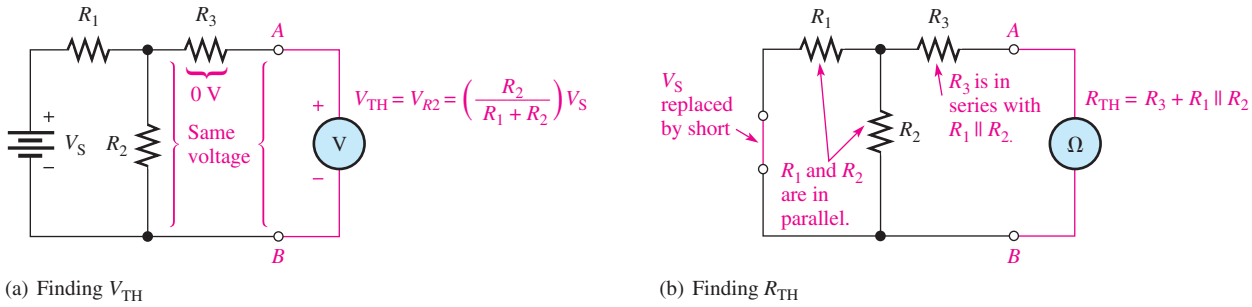 R1
R3
A
0 V
+
VS
−
R2
Same
voltage
+
V
−
VTH = VR2 = (R2 / R1 + R2) VS
B
(a) Finding VTH
R1
R3
A
VS
replaced
by short
R3 is in
series with
R1 || R2.
RTH = R3 + R1 || R2
R2
Ω
R1 and R2
are in
parallel.
B
(b) Finding RTH